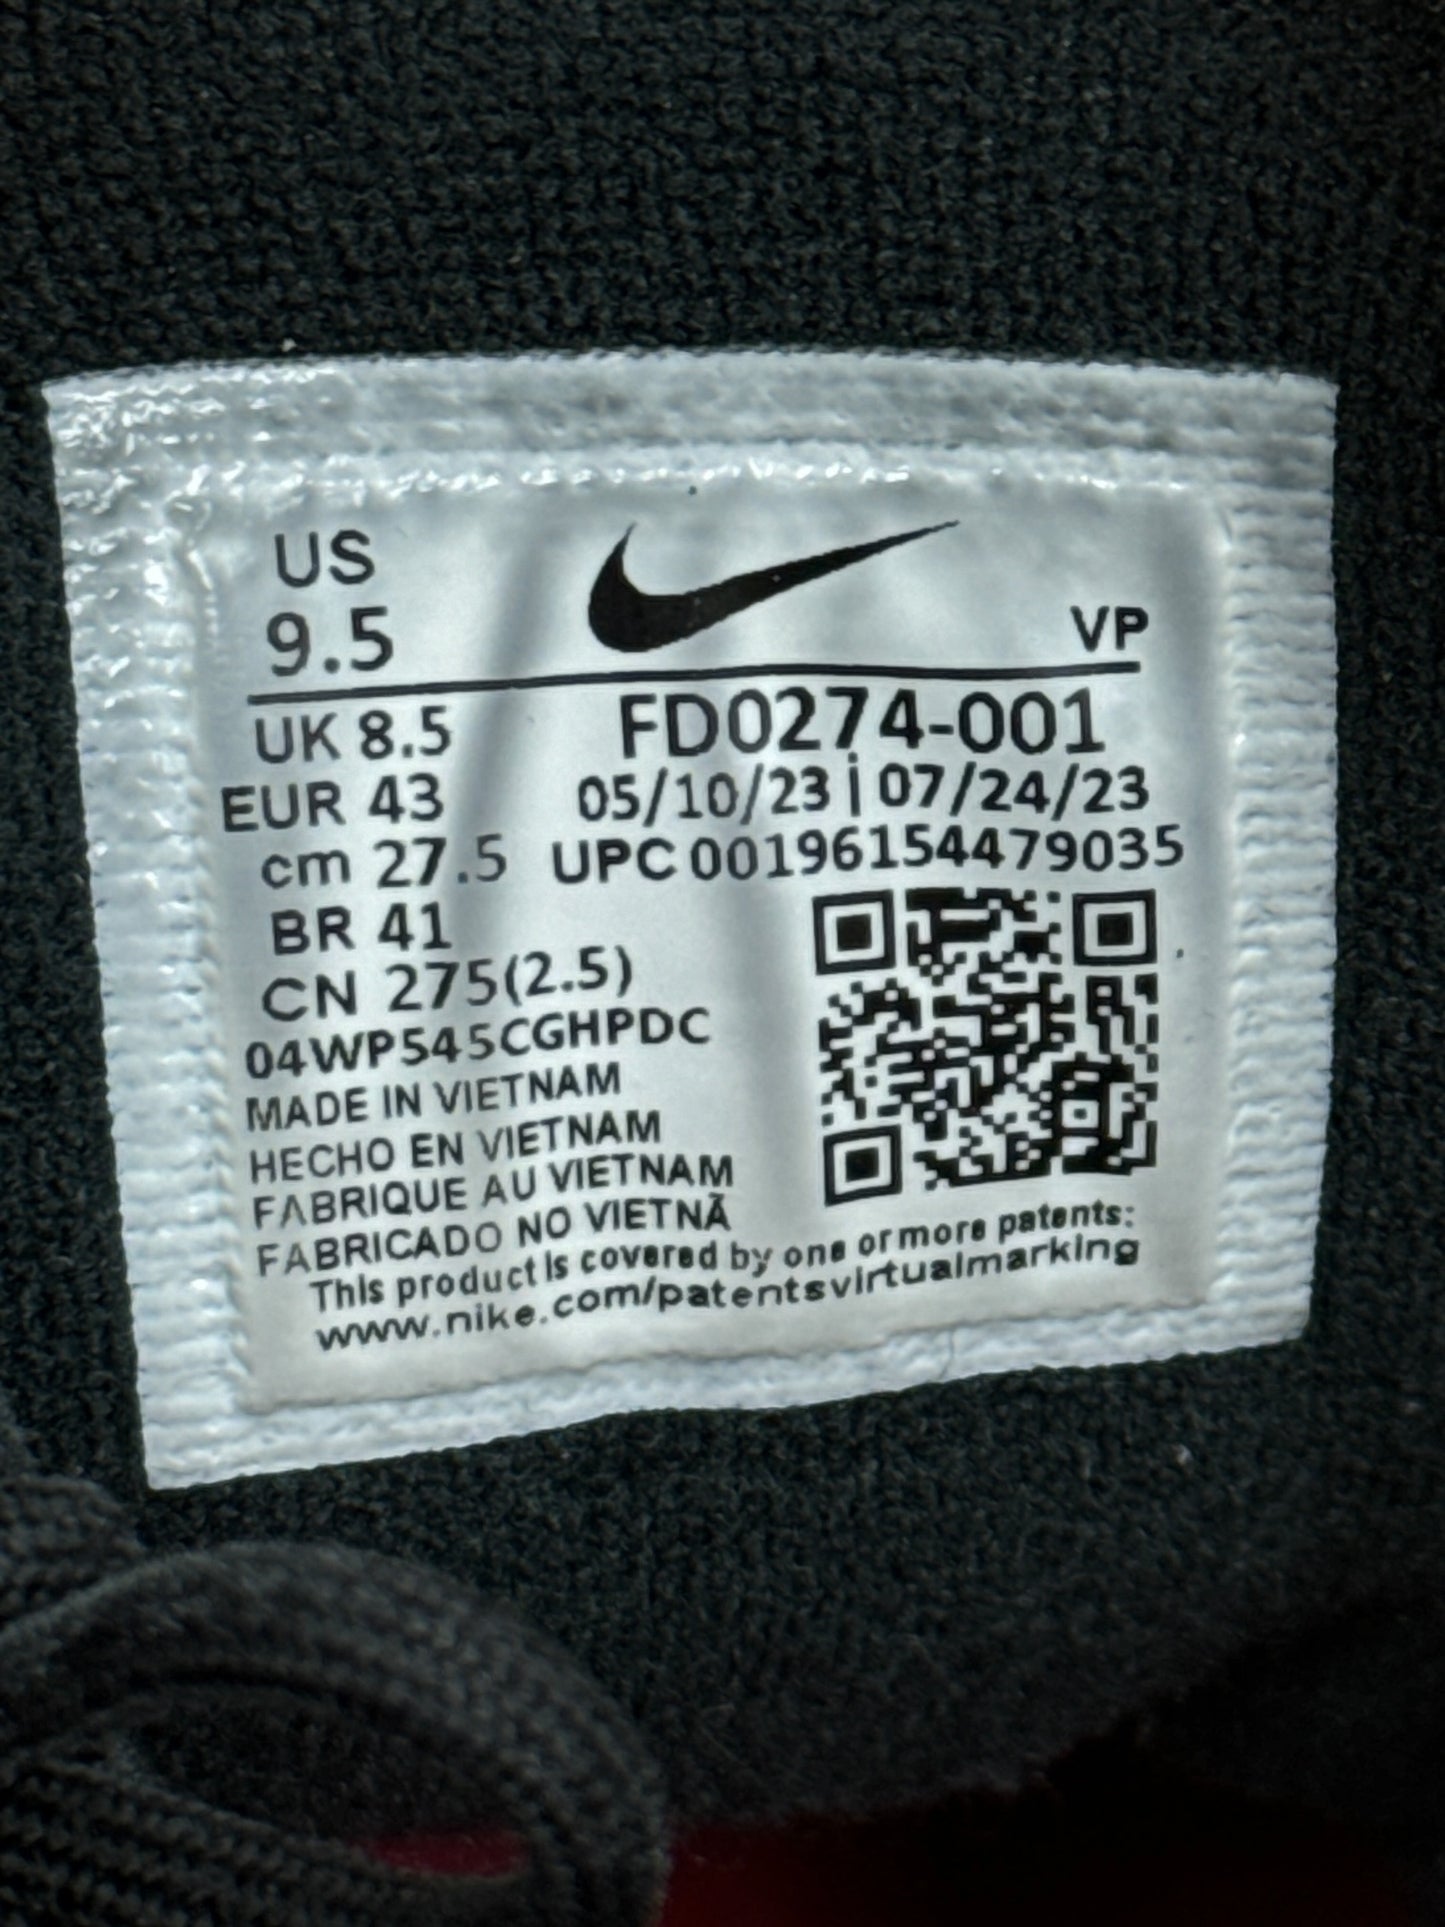 US
9.5
VP
UK 8.5 FD0274-001
EUR 43 05/10/23 i 07/24/23
cm 27.5 UPC 00196154479035
BR 41
CN 275(2.5)
04WP545CGHPDC
MADE IN VIETNAM
HECHO EN VIETNAM
FABRIQUE AU VIETNAM
FABRICADO NO VIETNÃ
This product is covered by one or more patents:
www.nike.com/patentsvirtualmarking